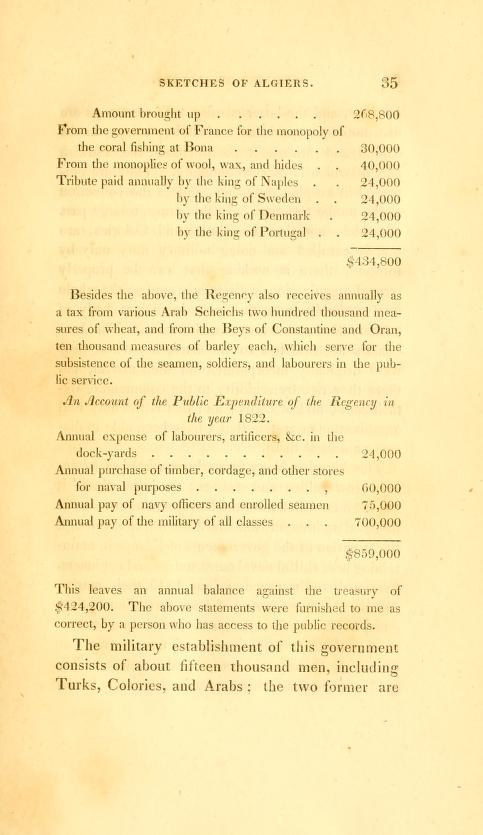 SKETCHES OF ALGIERS. 35
Amount brought up . . . . . . 268,800
From the government of France for the monopoly of
the coral fishing at Bona . . . . . . 30,000
From the monoplies of wool, wax, and hides . . 40,000
Tribute paid annually by the king of Naples . . 24,000
by the king of Sweden . . 24,000
by the king of Denmark . 24,000
by the king of Portugal . . 24,000
$434,800
Besides the above, the Regency also receives annually as
a tax from various Arab Scheichs two hundred thousand mea-
sures of wheat, and from the Beys of Constantine and Oran,
ten thousand measures of barley each, which serve for the
subsistence of the seamen, soldiers, and labourers in the pub-
lic service.
An Account of the Public Expenditure of the Regency in
the year 1822.
Annual expense of labourers, artificers, &c. in the
dock-yards . . . . . . . . . . 24,000
Annual purchase of timber, cordage, and other stores
for naval purposes . . . . . . . , 60,000
Annual pay of navy officers and enrolled seamen 75,000
Annual pay of the military of all classes . . . 700,000
$859,000
This leaves an annual balance against the treasury of
$424,200. The above statements were furnished to me as
correct, by a person who has access to the public records.
The military establishment of this government
consists of about fifteen thousand men, including
Turks, Colories, and Arabs ; the two former are